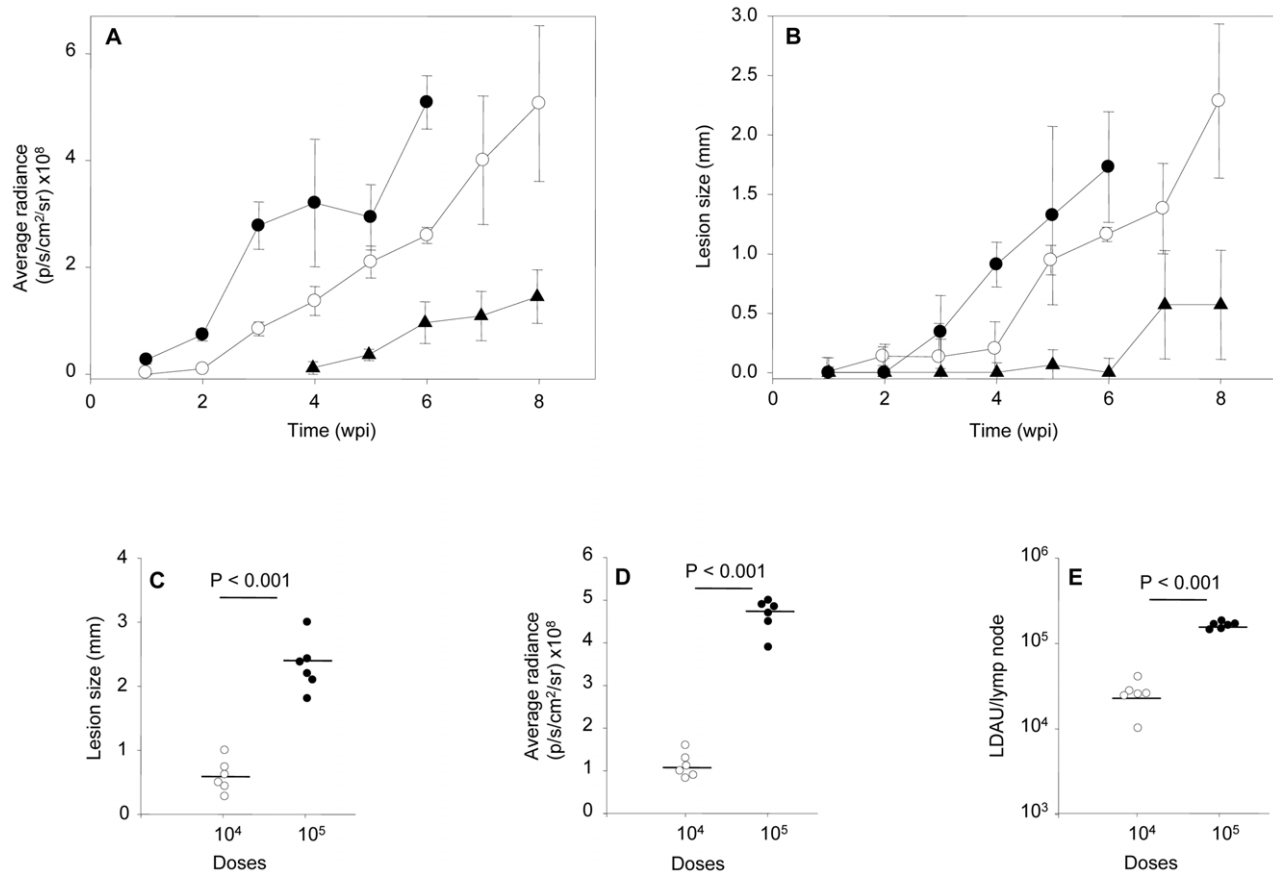 A
Average radiance
(p/s/cm²/sr) x10⁸
6
4
2
0
0 2 4 6 8
Time (wpi)
B
Lesion size (mm)
3.0
2.5
2.0
1.5
1.0
0.5
0.0
0 2 4 6 8
Time (wpi)
C
P < 0.001
Lesion size (mm)
4
3
2
1
0
10⁴ 10⁵
Doses
D
P < 0.001
Average radiance
(p/s/cm²/sr) x10⁸
6
5
4
3
2
1
0
10⁴ 10⁵
Doses
E
P < 0.001
LDAU/lymp node
10⁶
10⁵
10⁴
10³
10⁴ 10⁵
Doses